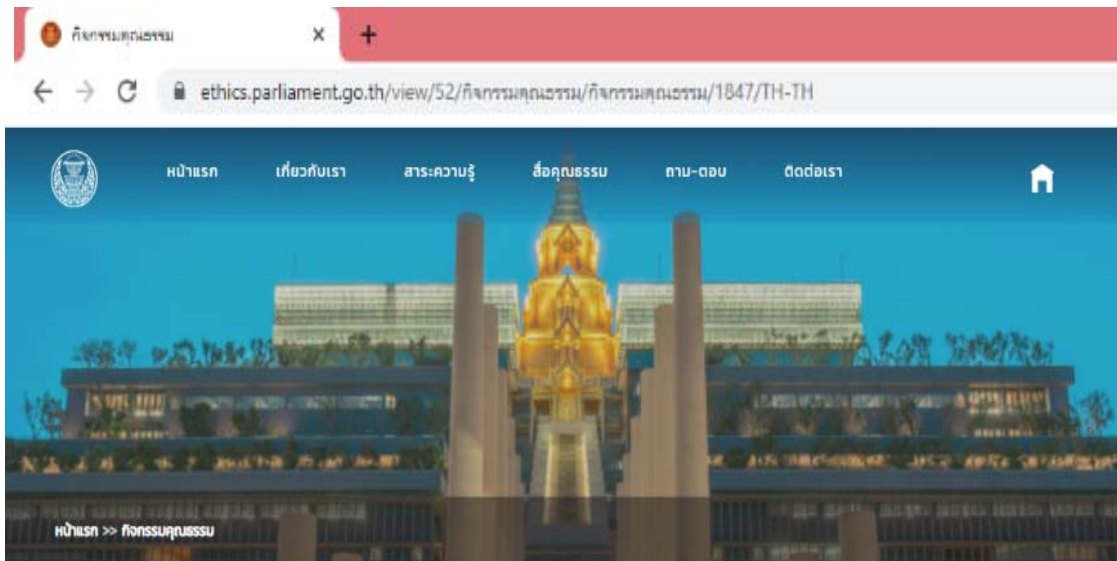 กิจกรรมคุณธรรม
ethics.parliament.go.th/view/52/กิจกรรมคุณธรรม/กิจกรรมคุณธรรม/1847/TH-TH
หน้าแรก เกี่ยวกับเรา สาระความรู้ สื่อคุณธรรม ถาม-ตอบ ติดต่อเรา
หน้าแรก >> กิจกรรมคุณธรรม